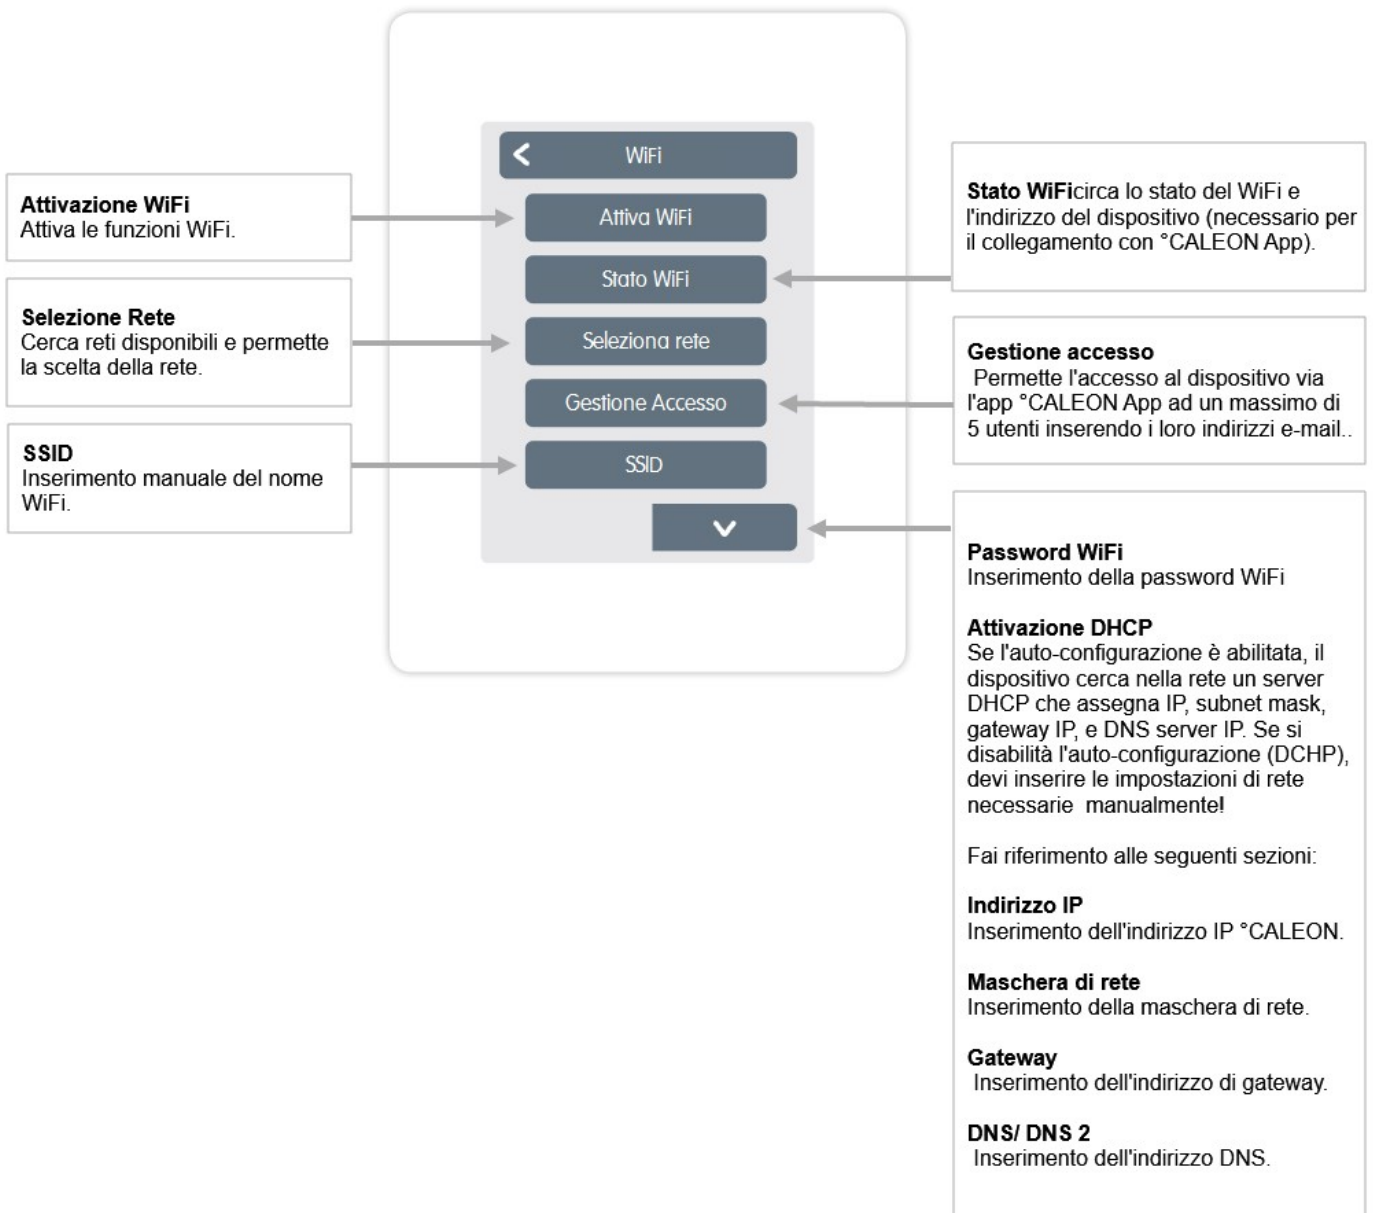 WiFi
Attiva WiFi
Stato WiFi
Seleziona rete
Gestione Accesso
SSID
Attivazione WiFi
Attiva le funzioni WiFi.
Selezione Rete
Cerca reti disponibili e permette
la scelta della rete.
SSID
Inserimento manuale del nome
WiFi.
Stato WiFicirca lo stato del WiFi e
l'indirizzo del dispositivo (necessario per
il collegamento con °CALEON App).
Gestione accesso
Permette l'accesso al dispositivo via
l'app °CALEON App ad un massimo di
5 utenti inserendo i loro indirizzi e-mail..
Password WiFi
Inserimento della password WiFi
Attivazione DHCP
Se l'auto-configurazione è abilitata, il
dispositivo cerca nella rete un server
DHCP che assegna IP, subnet mask,
gateway IP, e DNS server IP. Se si
disabilità l'auto-configurazione (DCHP),
devi inserire le impostazioni di rete
necessarie  manualmente!
Fai riferimento alle seguenti sezioni:
Indirizzo IP
Inserimento dell'indirizzo IP °CALEON.
Maschera di rete
Inserimento della maschera di rete.
Gateway
Inserimento dell'indirizzo di gateway.
DNS/ DNS 2
Inserimento dell'indirizzo DNS.